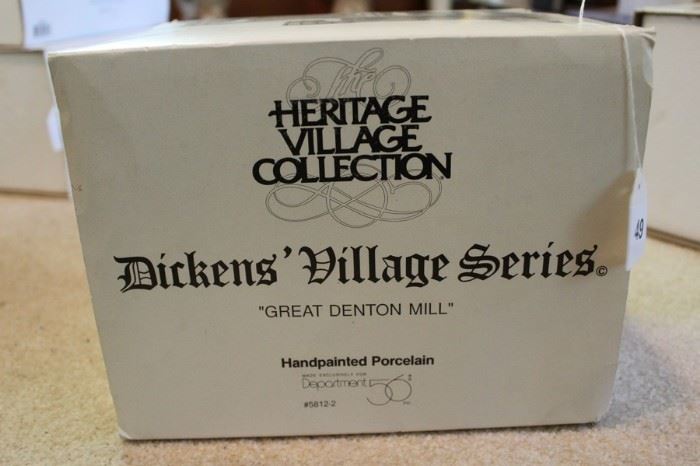 The
HERITAGE
VILLAGE
COLLECTION
Dickens' Village Series©
"GREAT DENTON MILL"
Handpainted Porcelain
MADE EXCLUSIVELY FOR
Department 56
#5812-2
49